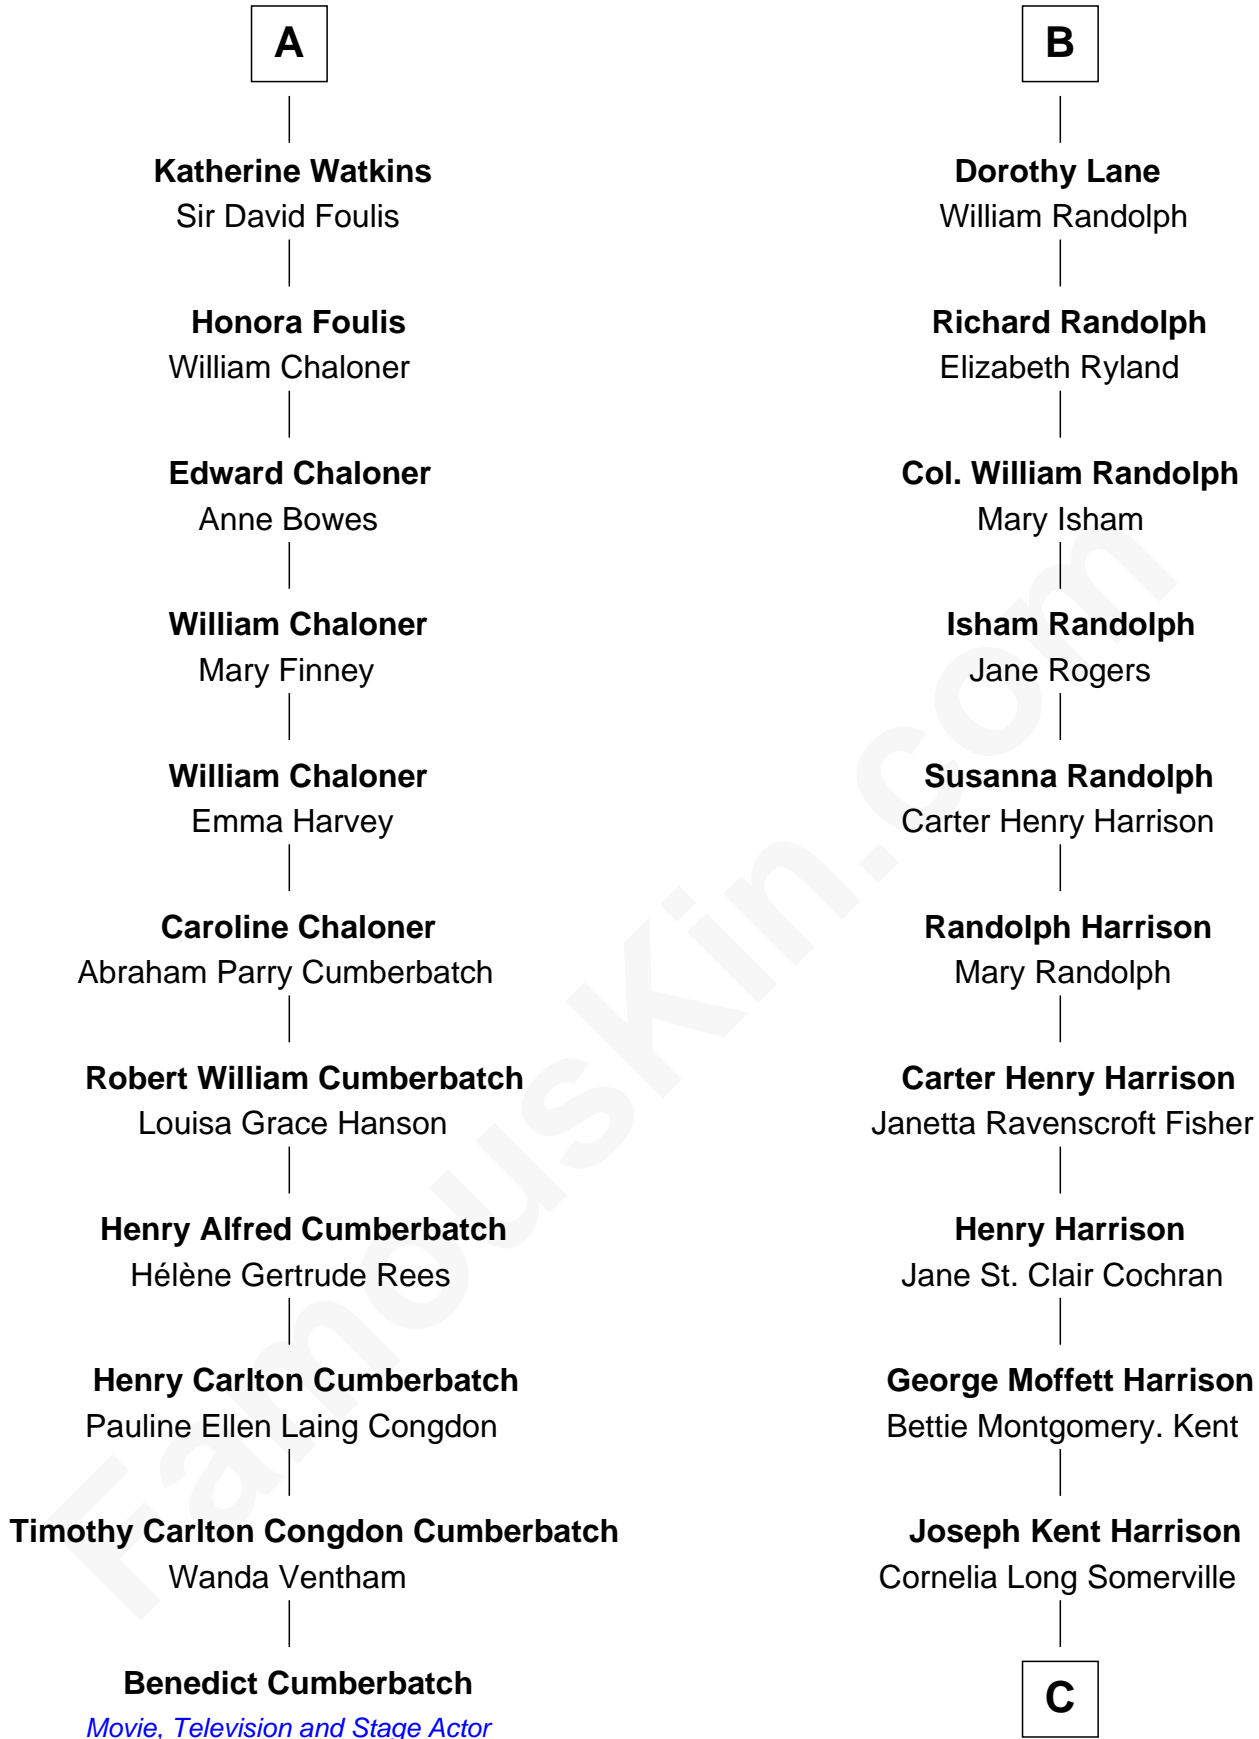 A
Katherine Watkins
Sir David Foulis
Honora Foulis
William Chaloner
Edward Chaloner
Anne Bowes
William Chaloner
Mary Finney
William Chaloner
Emma Harvey
Caroline Chaloner
Abraham Parry Cumberbatch
Robert William Cumberbatch
Louisa Grace Hanson
Henry Alfred Cumberbatch
Hélène Gertrude Rees
Henry Carlton Cumberbatch
Pauline Ellen Laing Congdon
Timothy Carlton Congdon Cumberbatch
Wanda Ventham
Benedict Cumberbatch
Movie, Television and Stage Actor
B
Dorothy Lane
William Randolph
Richard Randolph
Elizabeth Ryland
Col. William Randolph
Mary Isham
Isham Randolph
Jane Rogers
Susanna Randolph
Carter Henry Harrison
Randolph Harrison
Mary Randolph
Carter Henry Harrison
Janetta Ravenscroft Fisher
Henry Harrison
Jane St. Clair Cochran
George Moffett Harrison
Bettie Montgomery. Kent
Joseph Kent Harrison
Cornelia Long Somerville
C
FamousKin.com